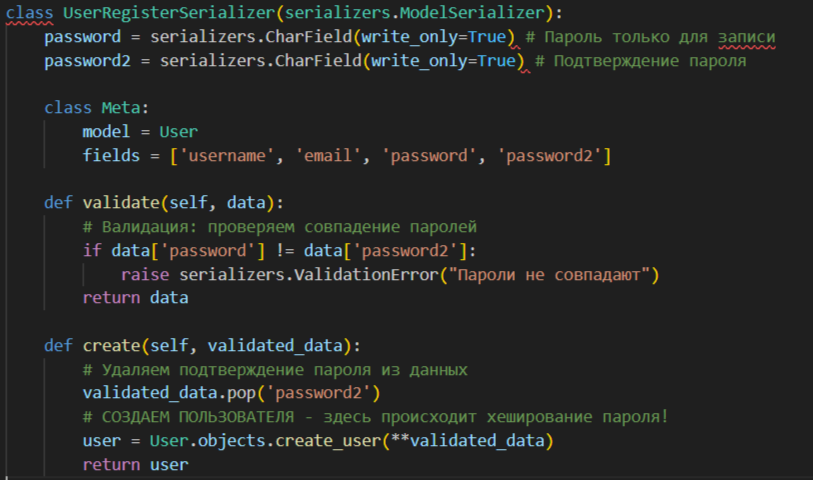 class UserRegisterSerializer(serializers.ModelSerializer):
    password = serializers.CharField(write_only=True) # Пароль только для записи
    password2 = serializers.CharField(write_only=True) # Подтверждение пароля

    class Meta:
        model = User
        fields = ['username', 'email', 'password', 'password2']

    def validate(self, data):
        # Валидация: проверяем совпадение паролей
        if data['password'] != data['password2']:
            raise serializers.ValidationError("Пароли не совпадают")
        return data

    def create(self, validated_data):
        # Удаляем подтверждение пароля из данных
        validated_data.pop('password2')
        # СОЗДАЕМ ПОЛЬЗОВАТЕЛЯ - здесь происходит хеширование пароля!
        user = User.objects.create_user(**validated_data)
        return user